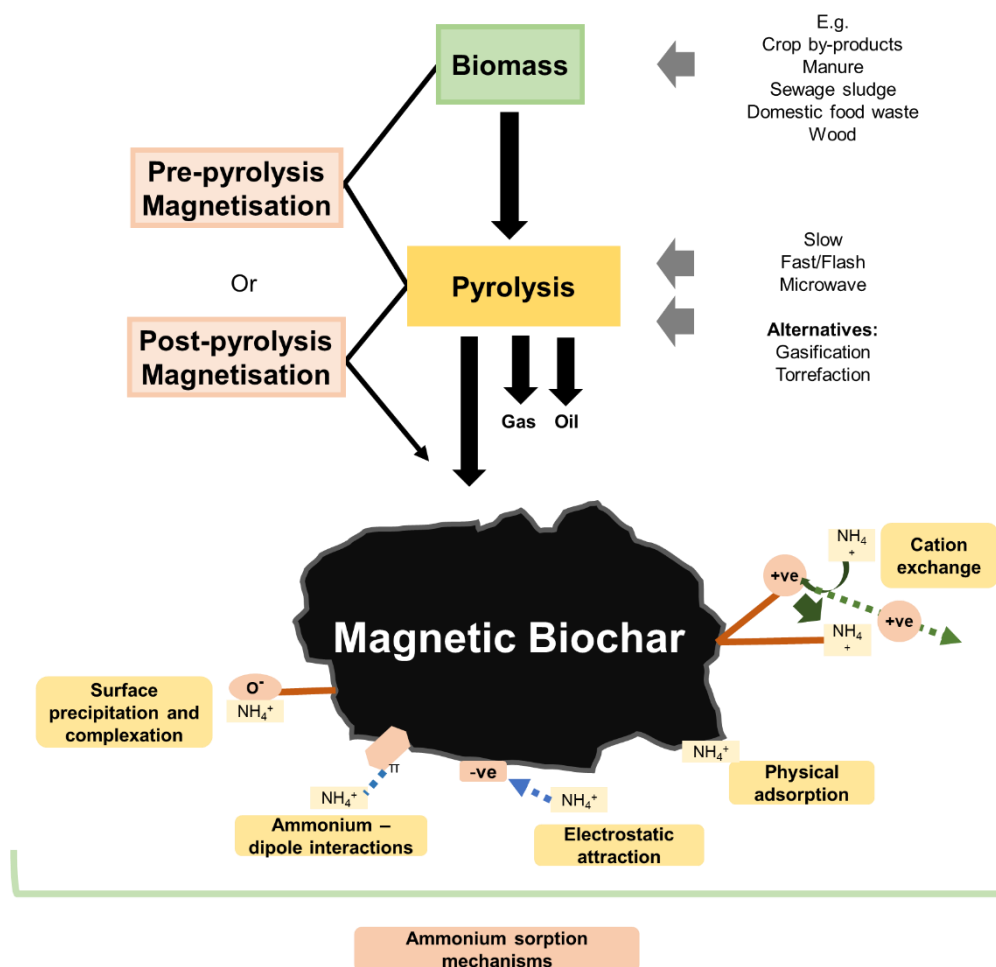 E.g.
Crop by-products
Manure
Sewage sludge
Domestic food waste
Wood
Biomass
Pre-pyrolysis
Magnetisation
Or
Post-pyrolysis
Magnetisation
Pyrolysis
Slow
Fast/Flash
Microwave
Alternatives:
Gasification
Torrefaction
Gas
Oil
Magnetic Biochar
NH4
+
Cation
exchange
+ve
+ve
NH4
+
Surface
precipitation and
complexation
O⁻
NH₄⁺
π
NH₄⁺
Ammonium –
dipole interactions
-ve
NH₄⁺
Electrostatic
attraction
NH₄⁺
Physical
adsorption
Ammonium sorption
mechanisms